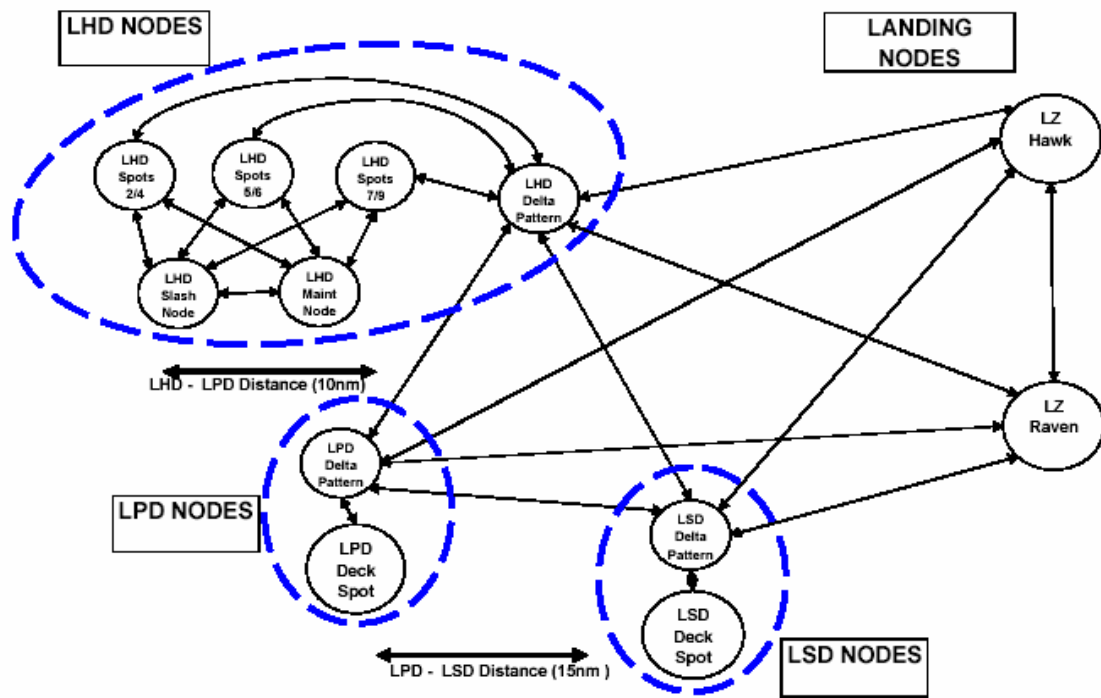 LHD NODES
LANDING
NODES
LZ
Hawk
LHD
Spots
2/4
LHD
Spots
5/6
LHD
Spots
7/9
LHD
Delta
Pattern
LHD
Slash
Node
LHD
Maint
Node
LHD - LPD Distance (10nm)
LZ
Raven
LPD
Delta
Pattern
LPD NODES
LPD
Deck
Spot
LSD
Delta
Pattern
LSD
Deck
Spot
LPD - LSD Distance (15nm )
LSD NODES